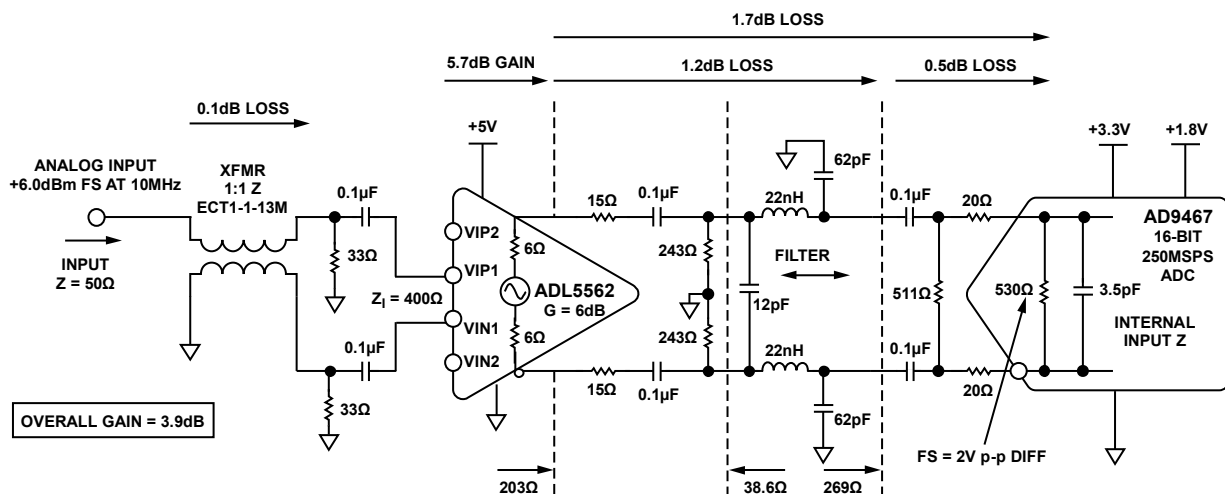 1.7dB LOSS
5.7dB GAIN
1.2dB LOSS
0.5dB LOSS
0.1dB LOSS
+5V
+3.3V
+1.8V
ANALOG INPUT
+6.0dBm FS AT 10MHz
XFMR
1:1 Z
ECT1-1-13M
0.1µF
33Ω
INPUT
Z = 50Ω
0.1µF
33Ω
VIP2
VIP1
VIN1
VIN2
Z_I = 400Ω
6Ω
ADL5562
G = 6dB
6Ω
15Ω
0.1µF
243Ω
243Ω
15Ω
0.1µF
12pF
22nH
62pF
FILTER
22nH
62pF
0.1µF
20Ω
511Ω
0.1µF
20Ω
530Ω
3.5pF
AD9467
16-BIT
250MSPS
ADC
INTERNAL
INPUT Z
FS = 2V p-p DIFF
OVERALL GAIN = 3.9dB
203Ω
38.6Ω
269Ω